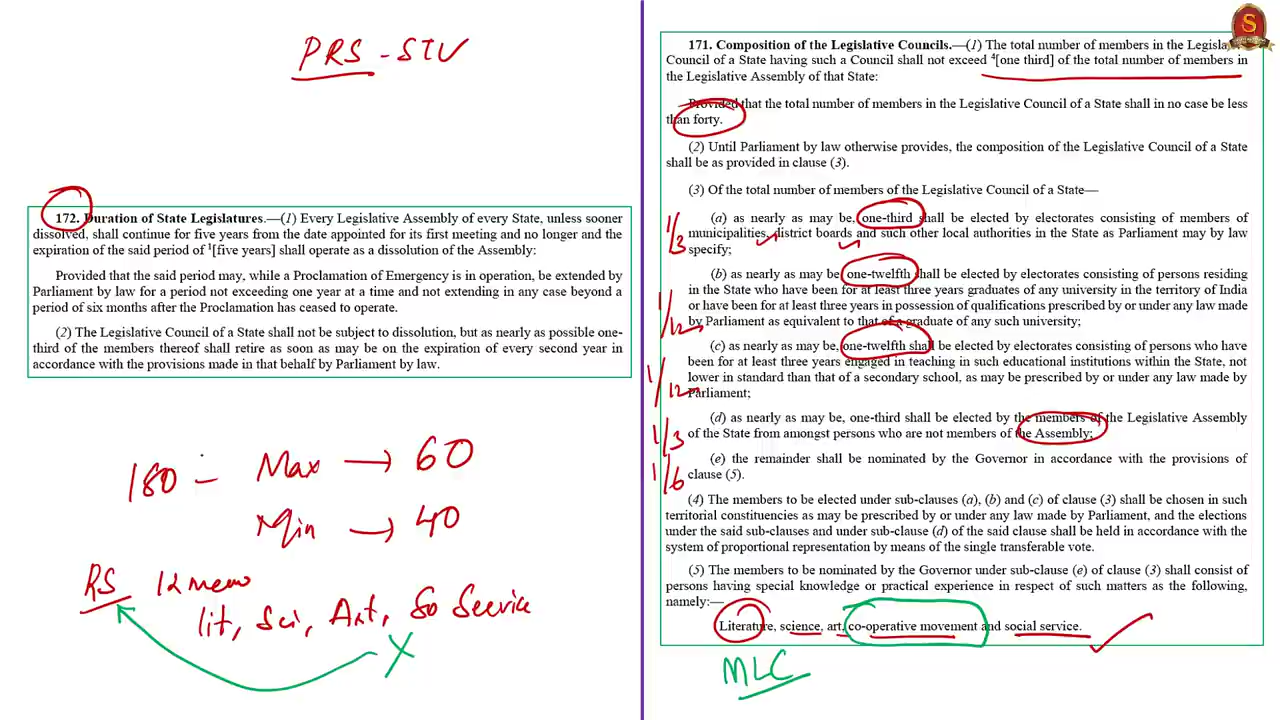 PRS - STV
172. Duration of State Legislatures.—(1) Every Legislative Assembly of every State, unless sooner
dissolved, shall continue for five years from the date appointed for its first meeting and no longer and the
expiration of the said period of 1[five years] shall operate as a dissolution of the Assembly:
Provided that the said period may, while a Proclamation of Emergency is in operation, be extended by
Parliament by law for a period not exceeding one year at a time and not extending in any case beyond a
period of six months after the Proclamation has ceased to operate.
(2) The Legislative Council of a State shall not be subject to dissolution, but as nearly as possible one-
third of the members thereof shall retire as soon as may be on the expiration of every second year in
accordance with the provisions made in that behalf by Parliament by law.
180 - Max → 60
Min → 40
RS 12 mem
lit, Sci, Art, So Service
X
S
171. Composition of the Legislative Councils.—(1) The total number of members in the Legislative
Council of a State having such a Council shall not exceed 4[one third] of the total number of members in
the Legislative Assembly of that State:
Provided that the total number of members in the Legislative Council of a State shall in no case be less
than forty.
(2) Until Parliament by law otherwise provides, the composition of the Legislative Council of a State
shall be as provided in clause (3).
(3) Of the total number of members of the Legislative Council of a State—
(a) as nearly as may be, one-third shall be elected by electorates consisting of members of
1/3 municipalities, district boards and such other local authorities in the State as Parliament may by law
specify;
(b) as nearly as may be, one-twelfth shall be elected by electorates consisting of persons residing
in the State who have been for at least three years graduates of any university in the territory of India
or have been for at least three years in possession of qualifications prescribed by or under any law made
1/12 by Parliament as equivalent to that of a graduate of any such university;
(c) as nearly as may be, one-twelfth shall be elected by electorates consisting of persons who have
been for at least three years engaged in teaching in such educational institutions within the State, not
lower in standard than that of a secondary school, as may be prescribed by or under any law made by
1/12 Parliament;
(d) as nearly as may be, one-third shall be elected by the members of the Legislative Assembly
1/3 of the State from amongst persons who are not members of the Assembly;
(e) the remainder shall be nominated by the Governor in accordance with the provisions of
1/6 clause (5).
(4) The members to be elected under sub-clauses (a), (b) and (c) of clause (3) shall be chosen in such
territorial constituencies as may be prescribed by or under any law made by Parliament, and the elections
under the said sub-clauses and under sub-clause (d) of the said clause shall be held in accordance with the
system of proportional representation by means of the single transferable vote.
(5) The members to be nominated by the Governor under sub-clause (e) of clause (3) shall consist of
persons having special knowledge or practical experience in respect of such matters as the following,
namely:—
Literature, science, art, co-operative movement and social service.
MLC